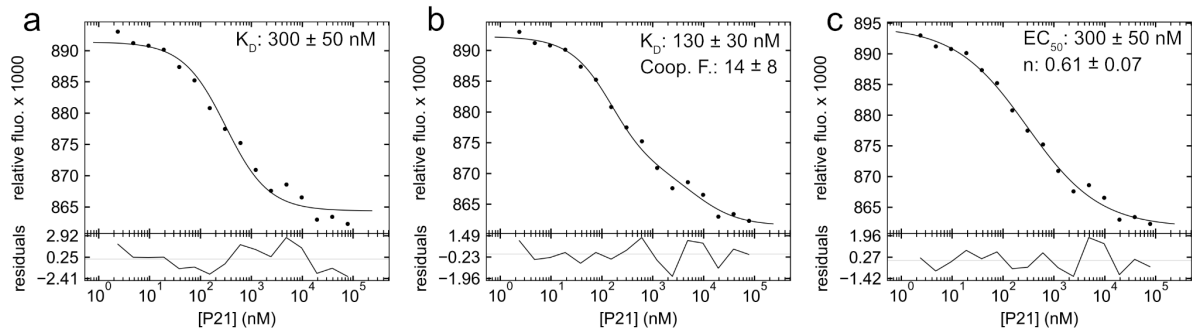 a
K_D: 300 ± 50 nM
relative fluo. x 1000
890
885
880
875
870
865
residuals
2.92
0.25
−2.41
10^0 10^1 10^2 10^3 10^4 10^5
[P21] (nM)
b
K_D: 130 ± 30 nM
Coop. F.: 14 ± 8
relative fluo. x 1000
890
885
880
875
870
865
residuals
1.49
−0.23
−1.96
10^0 10^1 10^2 10^3 10^4 10^5
[P21] (nM)
c
EC_50: 300 ± 50 nM
n: 0.61 ± 0.07
relative fluo. x 1000
895
890
885
880
875
870
865
residuals
1.96
0.27
−1.42
10^0 10^1 10^2 10^3 10^4 10^5
[P21] (nM)